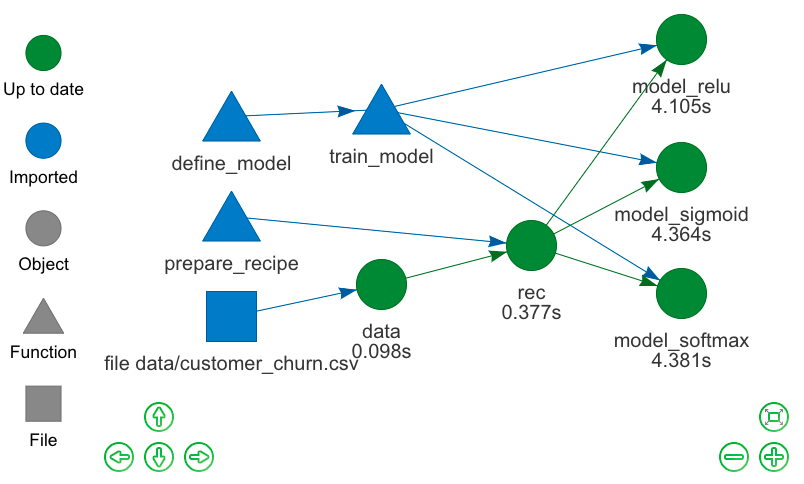 Up to date
Imported
Object
Function
File
define_model
train_model
prepare_recipe
file data/customer_churn.csv
data
0.098s
rec
0.377s
model_relu
4.105s
model_sigmoid
4.364s
model_softmax
4.381s